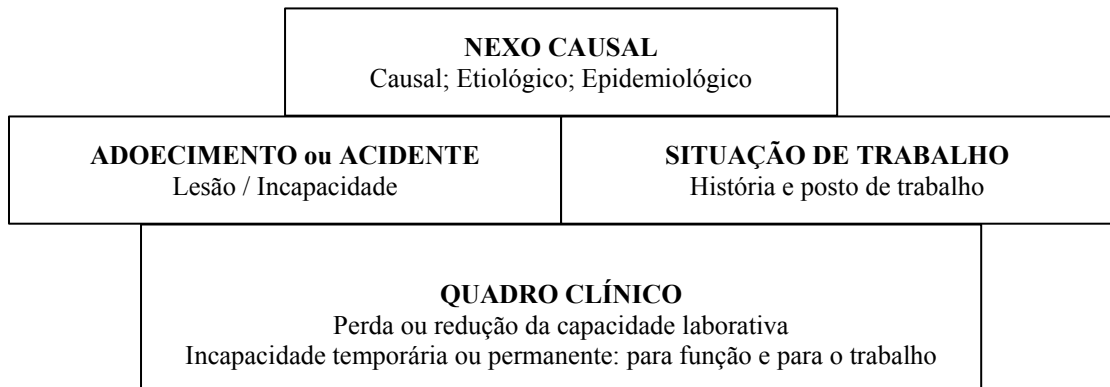 NEXO CAUSAL
Causal; Etiológico; Epidemiológico
ADOECIMENTO ou ACIDENTE
Lesão / Incapacidade
SITUAÇÃO DE TRABALHO
História e posto de trabalho
QUADRO CLÍNICO
Perda ou redução da capacidade laborativa
Incapacidade temporária ou permanente: para função e para o trabalho